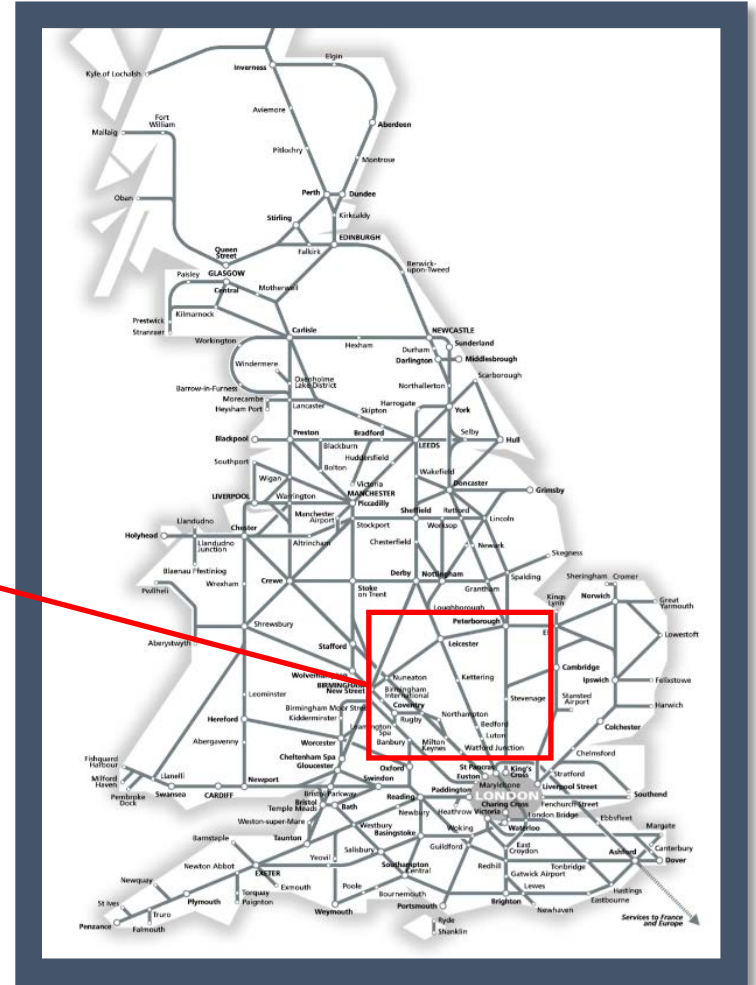 Elgin
Inverness
Kyle of Lochalsh
Aviemore
Fort
William
Mallaig
Aberdeen
Pitlochry
Montrose
Perth
Dundee
Oban
Stirling
Kirkcaldy
EDINBURGH
Queen
Street
Falkirk
Berwick-
upon-Tweed
Paisley
GLASGOW
Central
Motherwell
Prestwick
Kilmarnock
Stranraer
Carlisle
NEWCASTLE
Workington
Hexham
Sunderland
Durham
Darlington
Middlesbrough
Windermere
Oxenholme
Lake District
Scarborough
Barrow-in-Furness
Northallerton
Morecambe
Heysham Port
Lancaster
Harrogate
Skipton
York
Blackpool
Preston
Bradford
Selby
Blackburn
LEEDS
Hull
Huddersfield
Southport
Bolton
Wakefield
Wigan
Victoria
Doncaster
LIVERPOOL
Warrington
MANCHESTER
Piccadilly
Grimsby
Manchester
Airport
Sheffield
Retford
Llandudno
Stockport
Worksop
Lincoln
Holyhead
Llandudno
Junction
Chester
Altrincham
Chesterfield
Newark
Skegness
Blaenau Ffestiniog
Wrexham
Crewe
Stoke
on Trent
Derby
Nottingham
Grantham
Spalding
Sheringham
Cromer
Pwllheli
Loughborough
Kings
Lynn
Norwich
Great
Yarmouth
Shrewsbury
Peterborough
El
Aberystwyth
Stafford
Leicester
Lowestoft
Wolverhampton
Nuneaton
Kettering
Cambridge
BIRMINGHAM
New Street
Birmingham
International
Ipswich
Felixstowe
Leominster
Coventry
Stevenage
Stansted
Airport
Birmingham Moor Street
Northampton
Harwich
Kidderminster
Rugby
Hereford
Leamington
Spa
Bedford
Colchester
Abergavenny
Worcester
Banbury
Milton
Keynes
Luton
Watford Junction
Chelmsford
Fishguard
Harbour
Cheltenham Spa
Gloucester
Oxford
St Pancras
King's
Cross
Stratford
Milford
Haven
Llanelli
Euston
Swindon
Marylebone
Liverpool Street
Pembroke
Dock
Swansea
CARDIFF
Newport
Bristol Parkway
Reading
Paddington
LONDON
Fenchurch Street
Southend
Bristol
Temple Meads
Bath
Newbury
Heathrow
Victoria
Charing Cross
London Bridge
Weston-super-Mare
Westbury
Basingstoke
Waterloo
Ebbsfleet
Margate
Barnstaple
Taunton
Woking
East
Croydon
Canterbury
Salisbury
Guildford
Ashford
Dover
Newton Abbot
Yeovil
Southampton
Central
Redhill
Tonbridge
EXETER
Gatwick Airport
Newquay
Exmouth
Poole
Lewes
Hastings
Torquay
Paignton
Bournemouth
Eastbourne
St Ives
Plymouth
Weymouth
Portsmouth
Brighton
Newhaven
Truro
Ryde
Services to France
and Europe
Penzance
Falmouth
Shanklin